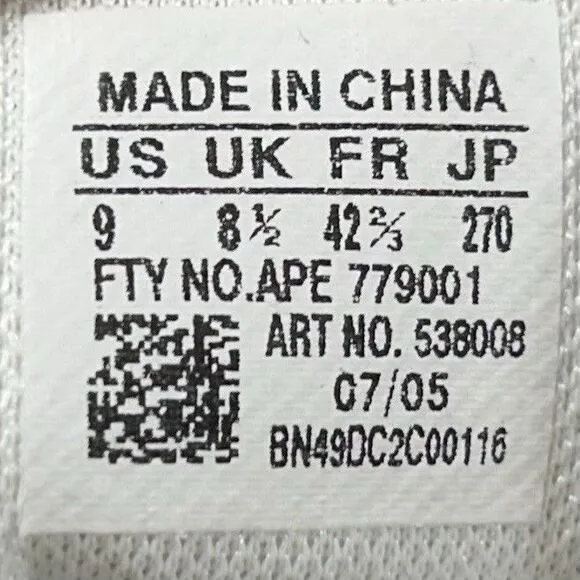 MADE IN CHINA
US UK FR JP
9 8½ 42⅔ 270
FTY NO.APE 779001
ART NO. 538008
07/05
BN49DC2C00116